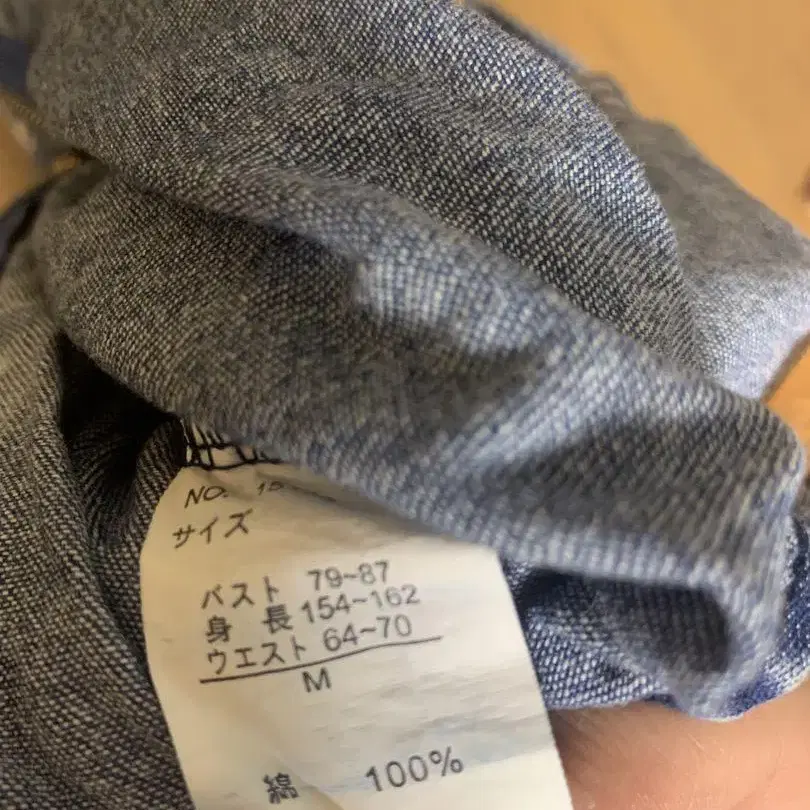 NO.
サイズ
バスト 79~87
身 長 154~162
ウエスト 64~70
M
綿 100%